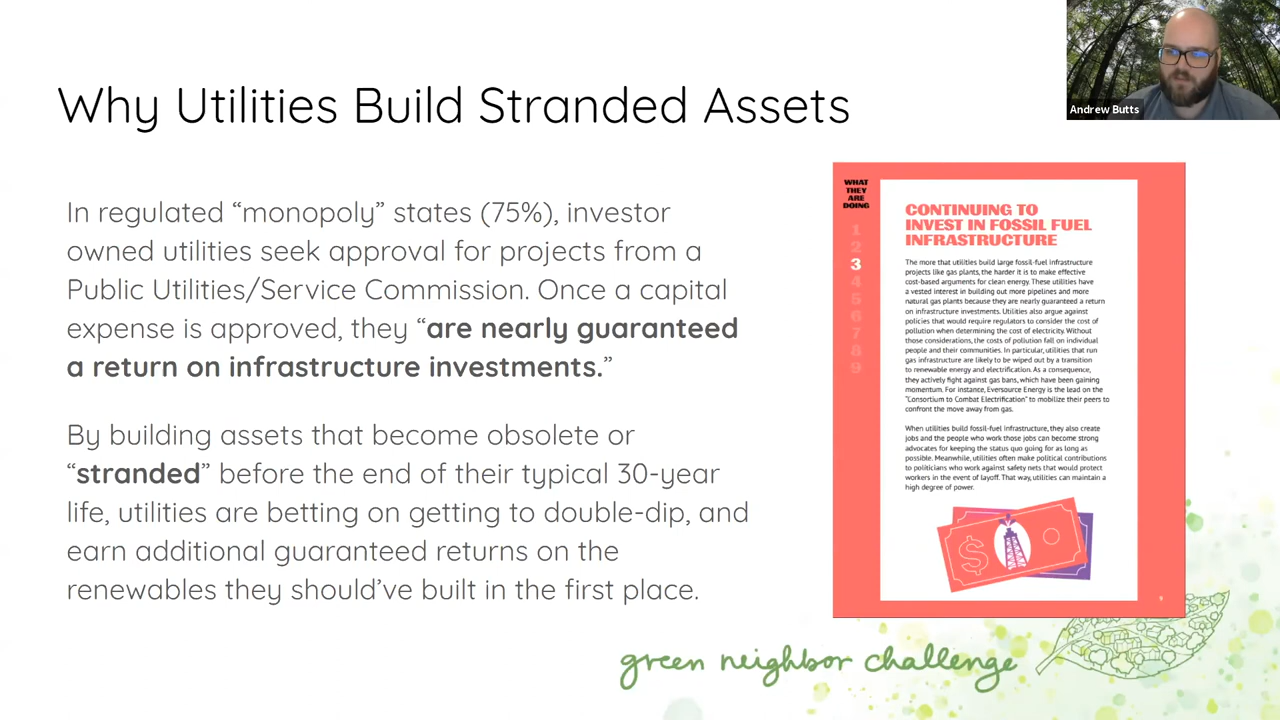 Why Utilities Build Stranded Assets
Andrew Butts
In regulated “monopoly” states (75%), investor
owned utilities seek approval for projects from a
Public Utilities/Service Commission. Once a capital
expense is approved, they “are nearly guaranteed
a return on infrastructure investments.”
By building assets that become obsolete or
“stranded” before the end of their typical 30-year
life, utilities are betting on getting to double-dip, and
earn additional guaranteed returns on the
renewables they should’ve built in the first place.
WHAT
THEY
ARE
DOING
1
2
3
4
5
6
7
8
9
CONTINUING TO
INVEST IN FOSSIL FUEL
INFRASTRUCTURE
The more that utilities build large fossil-fuel infrastructure
projects like gas plants, the harder it is to make effective
cost-based arguments for clean energy. These utilities have
a vested interest in building out more pipelines and more
natural gas plants because they are nearly guaranteed a return
on infrastructure investments. Utilities also argue against
policies that would require regulators to consider the cost of
pollution when determining the cost of electricity. Without
those considerations, the costs of pollution fall on individual
people and their communities. In particular, utilities that run
gas infrastructure are likely to be wiped out by a transition
to renewable energy and electrification. As a consequence,
they actively fight against gas bans, which have been gaining
momentum. For instance, Eversource Energy is the lead on the
“Consortium to Combat Electrification” to mobilize their peers to
confront the move away from gas.
When utilities build fossil-fuel infrastructure, they also create
jobs and the people who work those jobs can become strong
advocates for keeping the status quo going for as long as
possible. Meanwhile, utilities often make political contributions
to politicians who work against safety nets that would protect
workers in the event of layoff. That way, utilities can maintain a
high degree of power.
$
9
green neighbor challenge